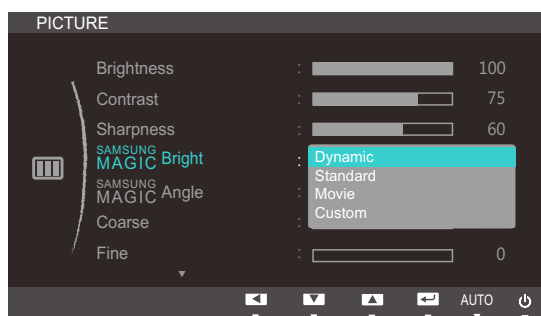 PICTURE
Brightness : 100
Contrast : 75
Sharpness : 60
SAMSUNG MAGIC Bright : Dynamic
Standard
SAMSUNG MAGIC Angle : Movie
Custom
Coarse :
Fine : 0
AUTO